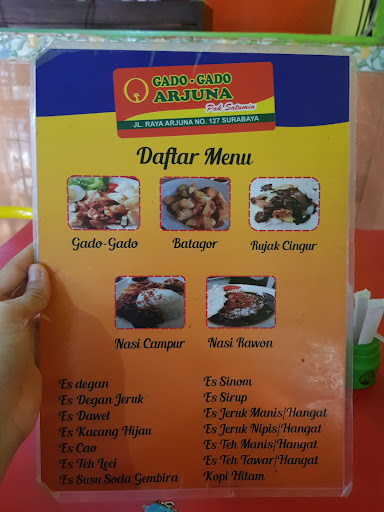 GADO - GADO
ARJUNA
Pak Satumin
JL. RAYA ARJUNA NO. 127 SURABAYA
Daftar Menu
Gado-Gado
Batagor
Rujak Cingur
Nasi Campur
Nasi Rawon
Es degan
Es Degan Jeruk
Es Dawet
Es Kacang Hijau
Es Cao
Es Teh Leci
Es Susu Soda Gembira
Es Sinom
Es Sirup
Es Jeruk Manis/Hangat
Es Jeruk Nipis/Hangat
Es Teh Manis/Hangat
Es Teh Tawar/Hangat
Kopi Hitam